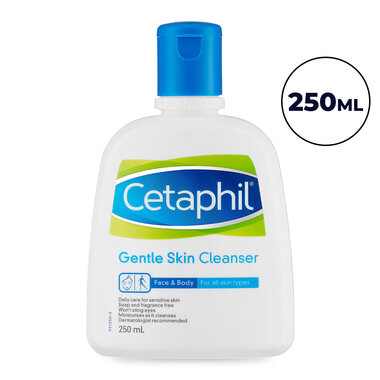 250ML
Cetaphil®
Gentle Skin Cleanser
Face & Body
For all skin types
Daily care for sensitive skin
Soap and fragrance free
Won't sting eyes
Moisturises as it cleanses
Dermatologist recommended
250 mL